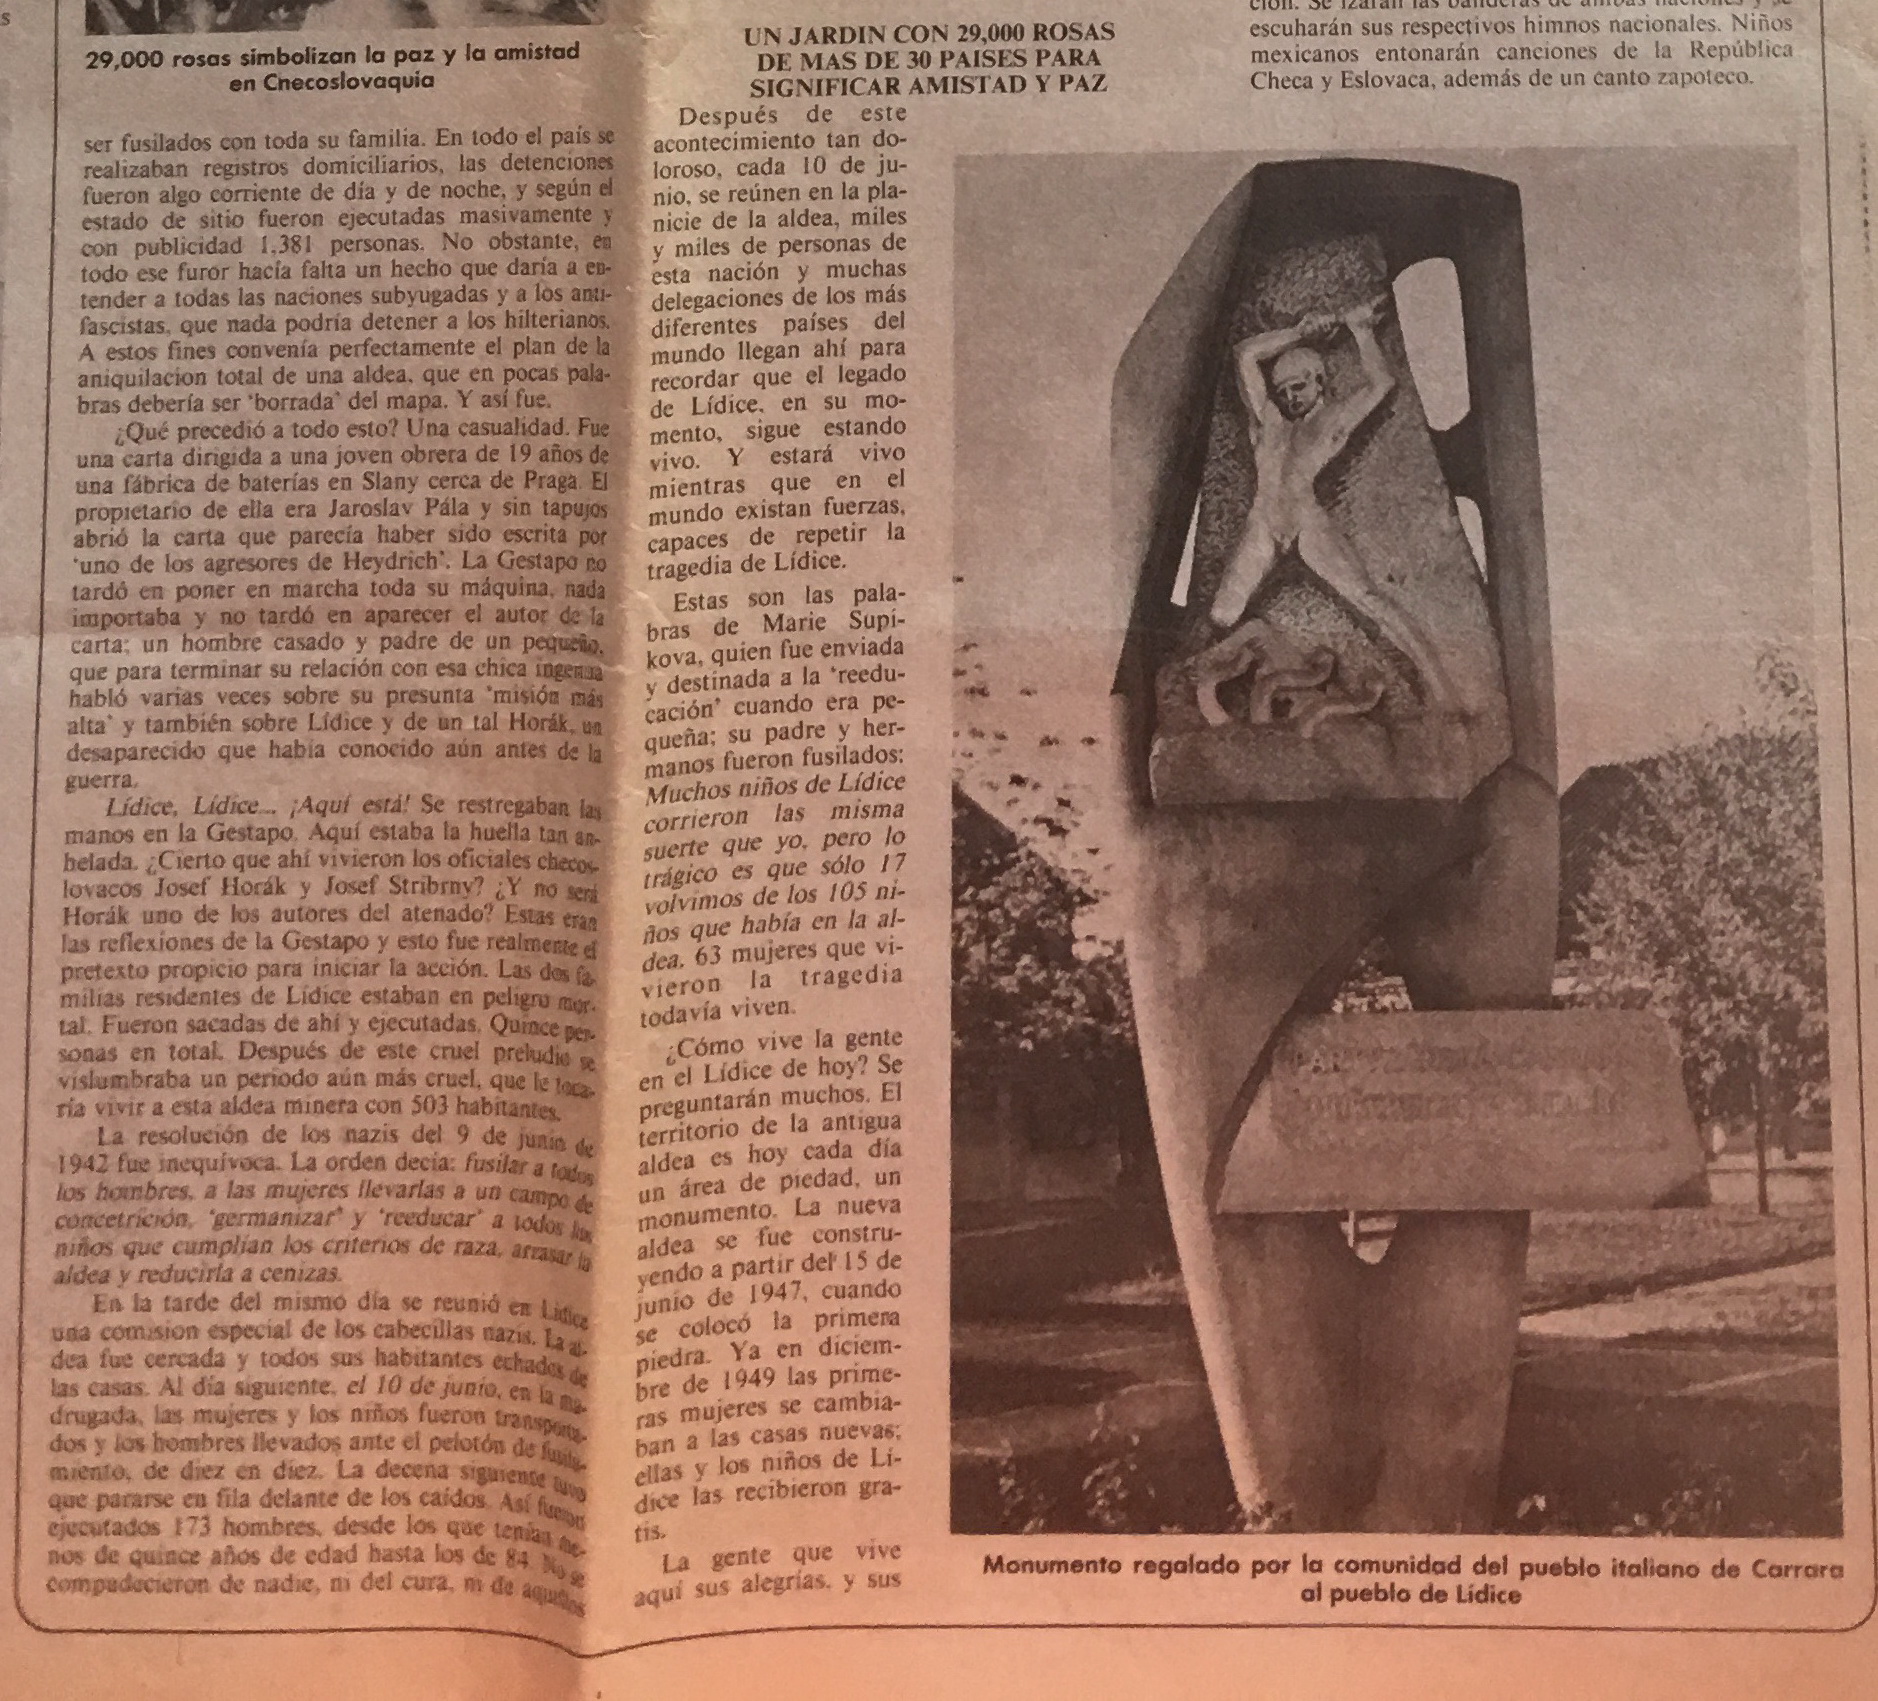 29,000 rosas simbolizan la paz y la amistad
en Cnecoslovaquia
ser fusilados con toda su familia. En todo el país se
realizaban registros domiciliarios, las detenciones
fueron algo corriente de día y de noche, y según el
estado de sitio fueron ejecutadas masivamente y
con publicidad 1.381 personas. No obstante, en
todo ese furor hacía falta un hecho que daría a en-
tender a todas las naciones subyugadas y a los anti-
fascistas, que nada podría detener a los hilterianos.
A estos fines convenía perfectamente el plan de la
aniquilacion total de una aldea, que en pocas pala-
bras debería ser 'borrada' del mapa. Y así fue.
¿Qué precedió a todo esto? Una casualidad. Fue
una carta dirigida a una joven obrera de 19 años de
una fábrica de baterías en Slany cerca de Praga. El
propietario de ella era Jaroslav Pála y sin tapujos
abrió la carta que parecía haber sido escrita por
'uno de los agresores de Heydrich'. La Gestapo no
tardó en poner en marcha toda su máquina, nada
importaba y no tardó en aparecer el autor de la
carta; un hombre casado y padre de un pequeño,
que para terminar su relación con esa chica ingenua
habló varias veces sobre su presunta 'misión más
alta' y también sobre Lídice y de un tal Horák, un
desaparecido que había conocido aún antes de la
guerra.
Lídice, Lídice... ¡Aquí está! Se restregaban las
manos en la Gestapo. Aquí estaba la huella tan an-
helada. ¿Cierto que ahí vivieron los oficiales checos-
lovacos Josef Horák y Josef Stribrny? ¿Y no será
Horák uno de los autores del atenado? Estas eran
las reflexiones de la Gestapo y esto fue realmente el
pretexto propicio para iniciar la acción. Las dos fa-
milias residentes de Lídice estaban en peligro mor-
tal. Fueron sacadas de ahí y ejecutadas. Quince per-
sonas en total. Después de este cruel preludio se
vislumbraba un periodo aún más cruel, que le toca-
ría vivir a esta aldea minera con 503 habitantes.
La resolución de los nazis del 9 de junio de
1942 fue inequívoca. La orden decía: fusilar a todos
los hombres, a las mujeres llevarlas a un campo de
concetrición, 'germanizar' y 'reeducar' a todos los
niños que cumplían los criterios de raza, arrasar la
aldea y reducirla a cenizas.
En la tarde del mismo día se reunió en Lídice
una comision especial de los cabecillas nazis. La al-
dea fue cercada y todos sus habitantes echados de
las casas. Al día siguiente, el 10 de junio, en la ma-
drugada, las mujeres y los niños fueron transporta-
dos y los hombres llevados ante el pelotón de fusila-
miento, de diez en diez. La decena siguiente tuvo
que pararse en fila delante de los caídos. Así fueron
ejecutados 173 hombres, desde los que tenían me-
nos de quince años de edad hasta los de 84. No se
compadecieron de nadie, ni del cura, ni de aquellos
UN JARDIN CON 29,000 ROSAS
DE MAS DE 30 PAISES PARA
SIGNIFICAR AMISTAD Y PAZ
Después de este
acontecimiento tan do-
loroso, cada 10 de ju-
nio, se reúnen en la pla-
nicie de la aldea, miles
y miles de personas de
esta nación y muchas
delegaciones de los más
diferentes países del
mundo llegan ahí para
recordar que el legado
de Lídice, en su mo-
mento, sigue estando
vivo. Y estará vivo
mientras que en el
mundo existan fuerzas,
capaces de repetir la
tragedia de Lídice.
Estas son las pala-
bras de Marie Supi-
kova, quien fue enviada
y destinada a la 'reedu-
cación' cuando era pe-
queña; su padre y her-
manos fueron fusilados:
Muchos niños de Lídice
corrieron las misma
suerte que yo, pero lo
trágico es que sólo 17
volvimos de los 105 ni-
ños que había en la al-
dea. 63 mujeres que vi-
vieron la tragedia
todavía viven.
¿Cómo vive la gente
en el Lídice de hoy? Se
preguntarán muchos. El
territorio de la antigua
aldea es hoy cada día
un área de piedad, un
monumento. La nueva
aldea se fue constru-
yendo a partir del 15 de
junio de 1947, cuando
se colocó la primera
piedra. Ya en diciem-
bre de 1949 las prime-
ras mujeres se cambia-
ban a las casas nuevas;
ellas y los niños de Lí-
dice las recibieron gra-
tis.
La gente que vive
aquí sus alegrías, y sus
ción. Se izarán las banderas de ambas naciones y se
escuharán sus respectivos himnos nacionales. Niños
mexicanos entonarán canciones de la República
Checa y Eslovaca, además de un canto zapoteco.
Monumento regalado por la comunidad del pueblo italiano de Carrara
al pueblo de Lídice